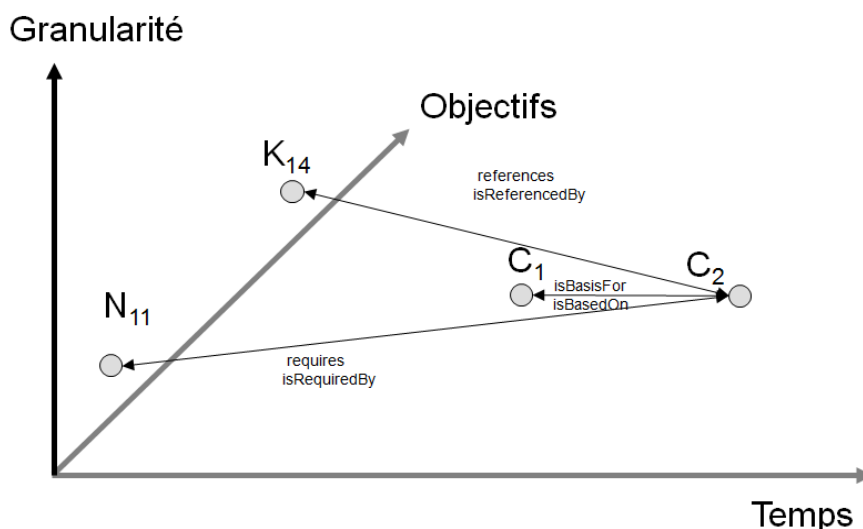 Granularité
Objectifs
K14
references
isReferencedBy
C1
C2
isBasisFor
isBasedOn
N11
requires
isRequiredBy
Temps